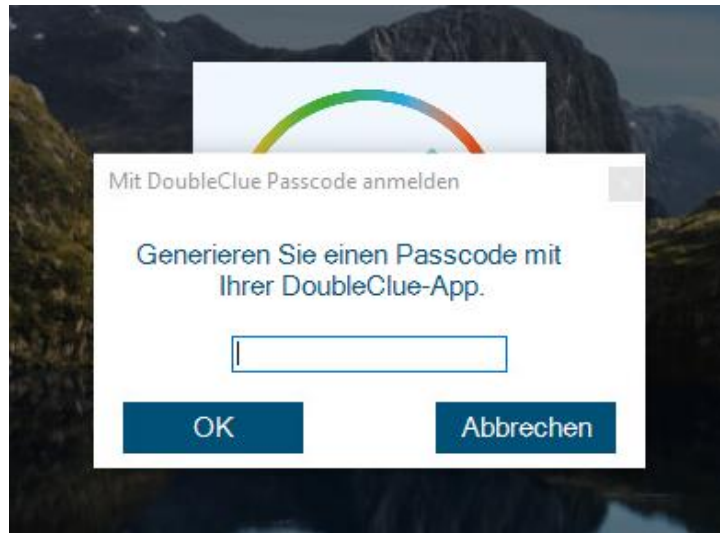 Mit DoubleClue Passcode anmelden
Generieren Sie einen Passcode mit
Ihrer DoubleClue-App.
OK
Abbrechen